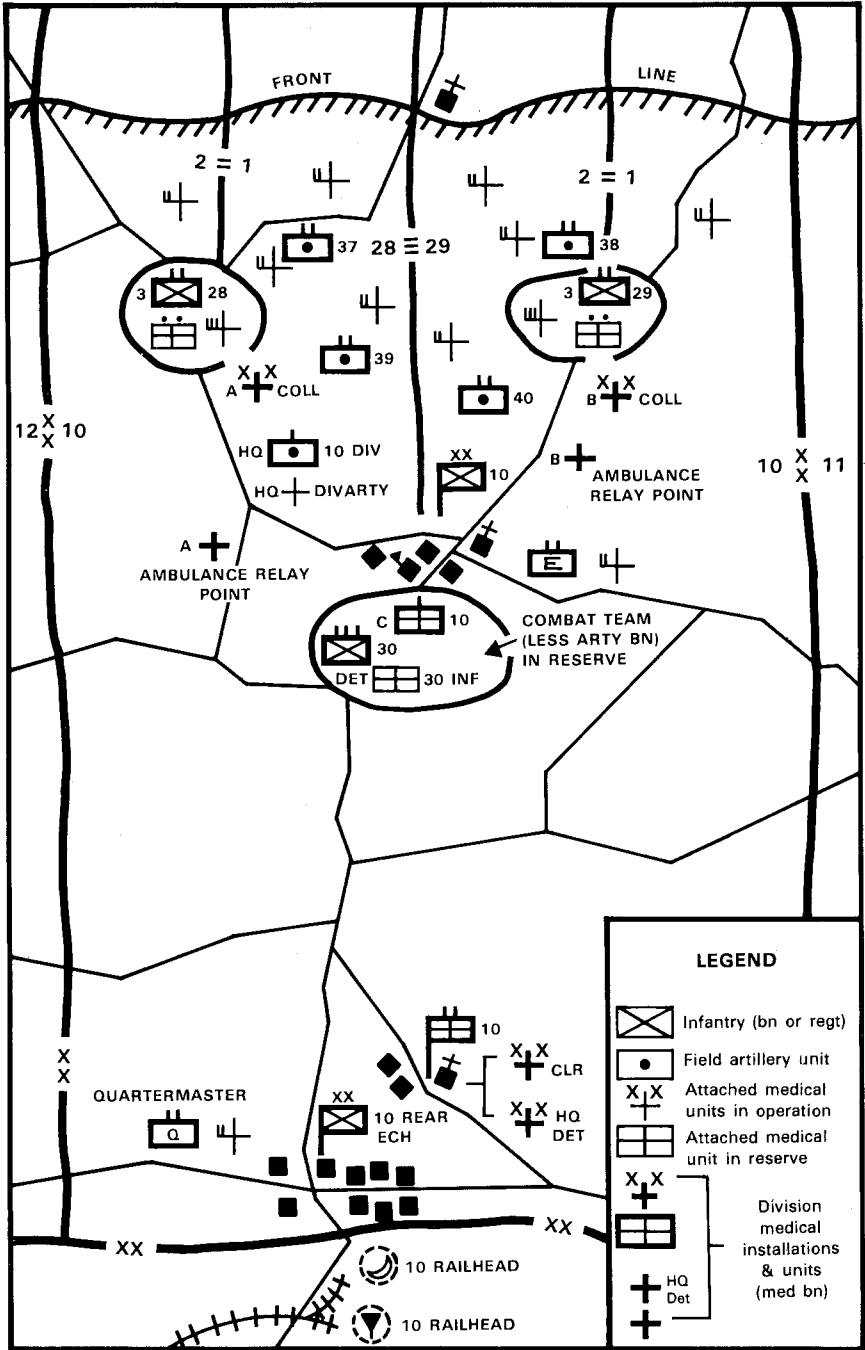 FRONT LINE
2 = 1
2 = 1
37
28 ≡ 29
38
3 28
3 29
39
X X
A COLL
40
X X
B COLL
12 X X 10
HQ 10 DIV
XX
10
B
AMBULANCE
RELAY POINT
10 X X 11
HQ DIVARTY
A
AMBULANCE RELAY
POINT
E
C 10
COMBAT TEAM
(LESS ARTY BN)
IN RESERVE
30
DET 30 INF
10
X X
CLR
X
X
QUARTERMASTER
Q
XX
10 REAR
ECH
X X
HQ
DET
XX
XX
10 RAILHEAD
10 RAILHEAD
LEGEND
Infantry (bn or regt)
Field artillery unit
X X
Attached medical
units in operation
Attached medical
unit in reserve
X X
Division
medical
installations
& units
(med bn)
HQ
Det